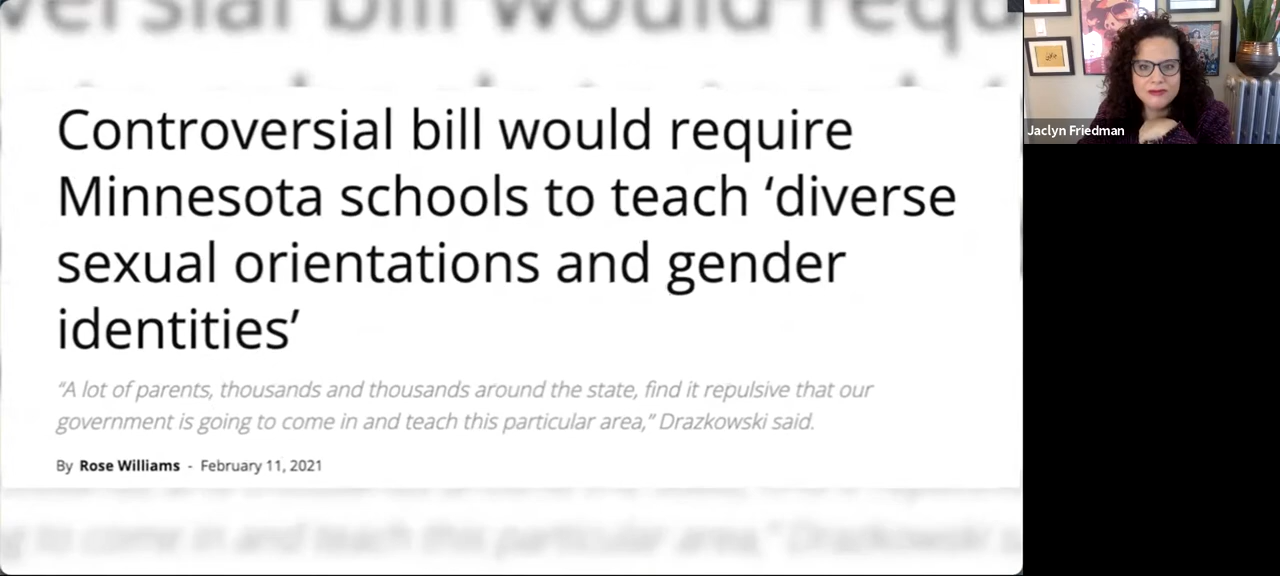 Controversial bill would require
Minnesota schools to teach ‘diverse
sexual orientations and gender
identities’
“A lot of parents, thousands and thousands around the state, find it repulsive that our
government is going to come in and teach this particular area,” Drazkowski said.
By Rose Williams - February 11, 2021
Jaclyn Friedman